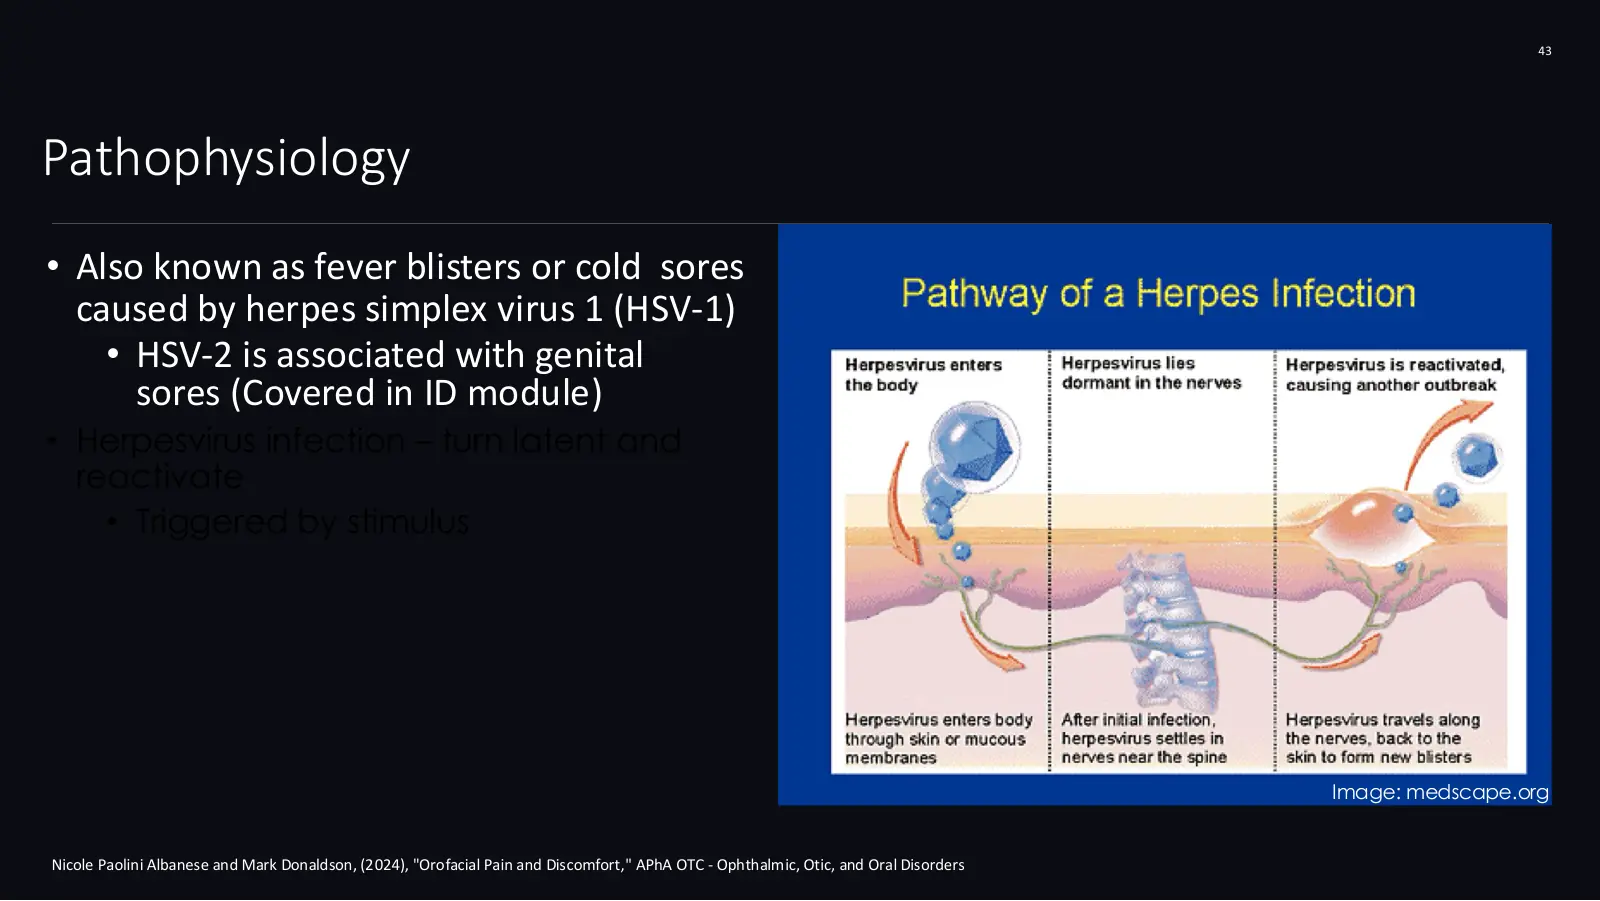 43
Pathophysiology
• Also known as fever blisters or cold  sores
caused by herpes simplex virus 1 (HSV-1)
• HSV-2 is associated with genital
sores (Covered in ID module)
• Herpesvirus infection – turn latent and
reactivate
• Triggered by stimulus
Pathway of a Herpes Infection
Herpesvirus enters
the body
Herpesvirus lies
dormant in the nerves
Herpesvirus is reactivated,
causing another outbreak
Herpesvirus enters body
through skin or mucous
membranes
After initial infection,
herpesvirus settles in
nerves near the spine
Herpesvirus travels along
the nerves, back to the
skin to form new blisters
Image: medscape.org
Nicole Paolini Albanese and Mark Donaldson, (2024), "Orofacial Pain and Discomfort," APhA OTC - Ophthalmic, Otic, and Oral Disorders